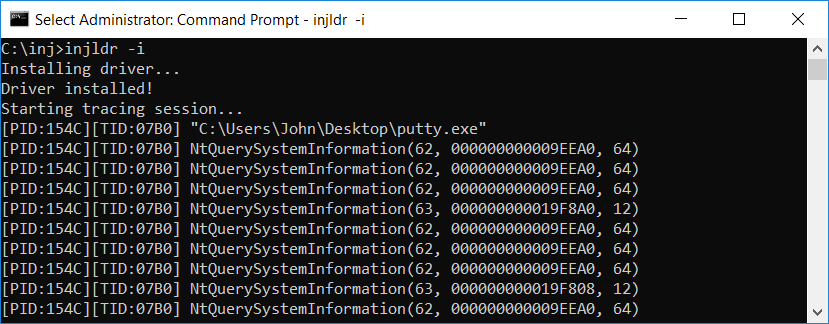 Select Administrator: Command Prompt - injldr  -i
C:\inj>injldr -i
Installing driver...
Driver installed!
Starting tracing session...
[PID:154C][TID:07B0] "C:\Users\John\Desktop\putty.exe"
[PID:154C][TID:07B0] NtQuerySystemInformation(62, 000000000009EEA0, 64)
[PID:154C][TID:07B0] NtQuerySystemInformation(62, 000000000009EEA0, 64)
[PID:154C][TID:07B0] NtQuerySystemInformation(62, 000000000009EEA0, 64)
[PID:154C][TID:07B0] NtQuerySystemInformation(63, 000000000019F8A0, 12)
[PID:154C][TID:07B0] NtQuerySystemInformation(62, 000000000009EEA0, 64)
[PID:154C][TID:07B0] NtQuerySystemInformation(62, 000000000009EEA0, 64)
[PID:154C][TID:07B0] NtQuerySystemInformation(62, 000000000009EEA0, 64)
[PID:154C][TID:07B0] NtQuerySystemInformation(63, 000000000019F808, 12)
[PID:154C][TID:07B0] NtQuerySystemInformation(62, 000000000009EEA0, 64)